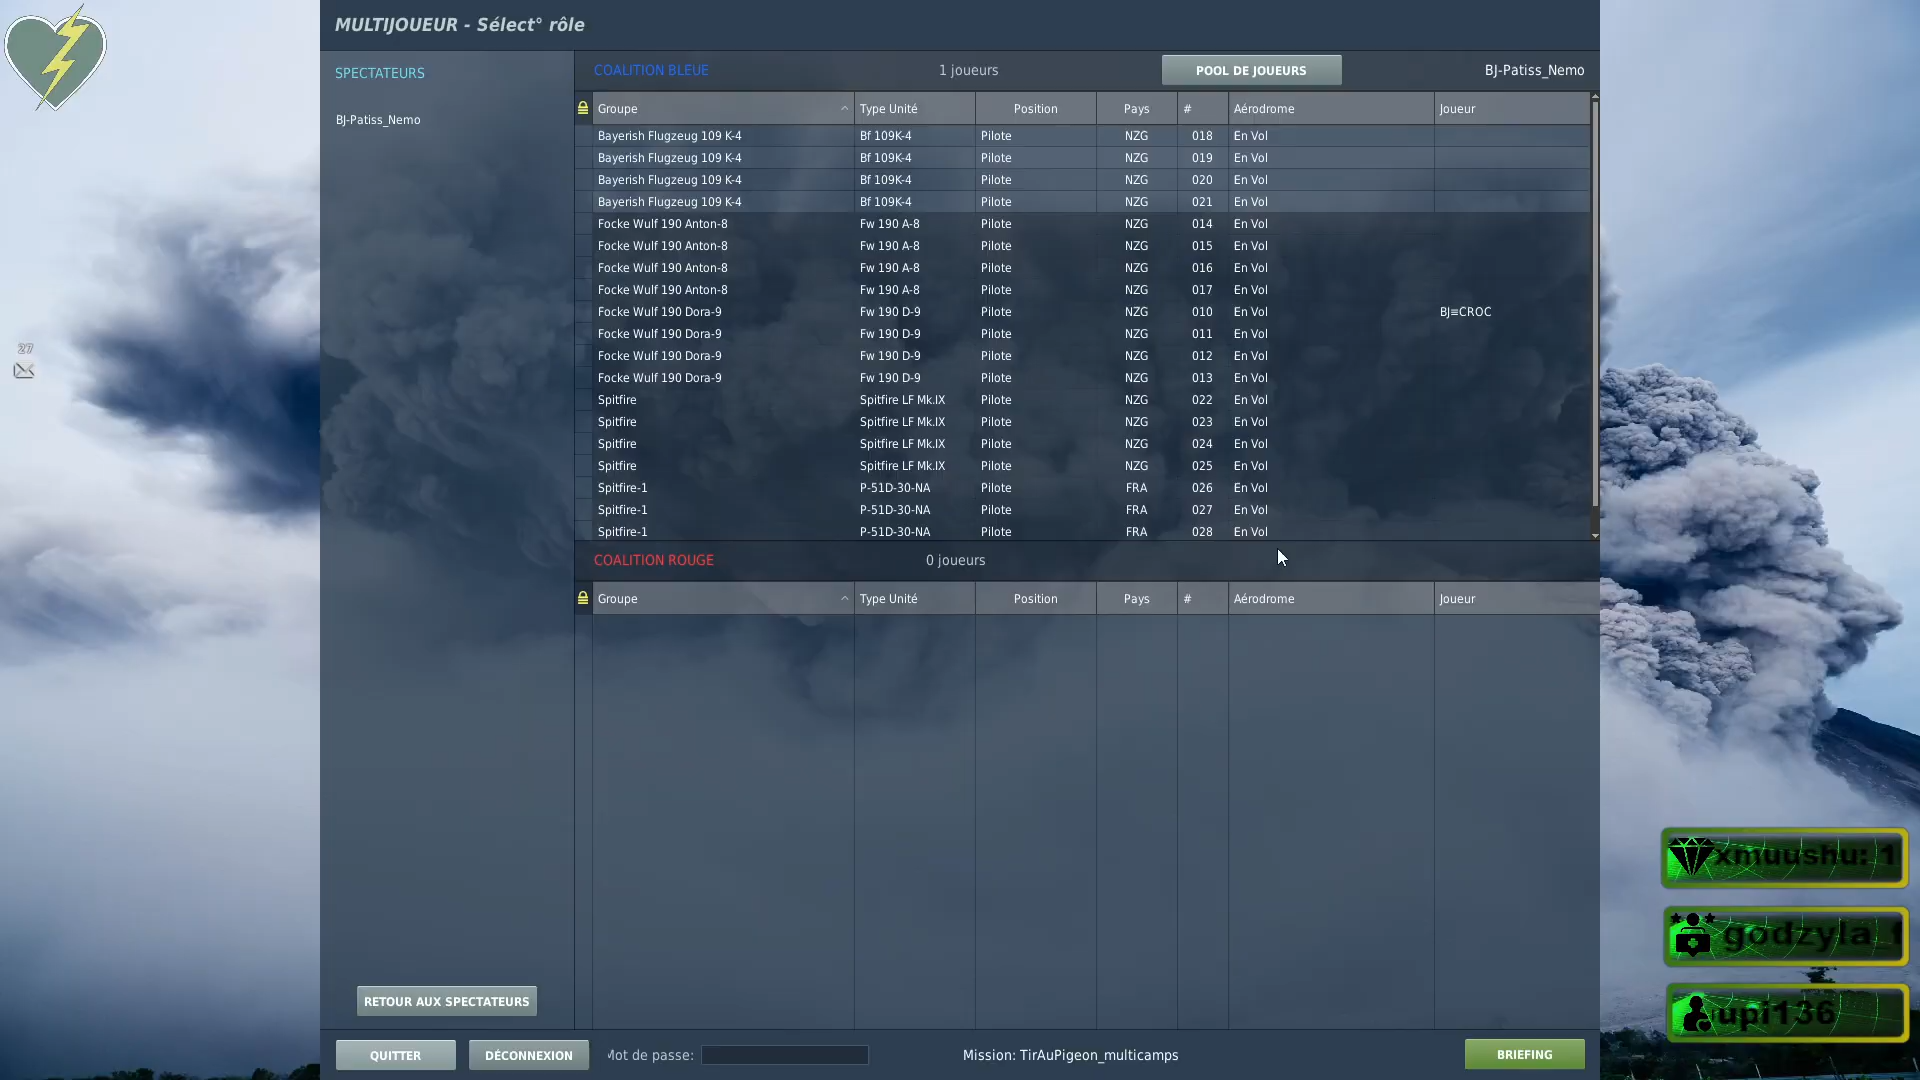 MULTIJOUEUR - Sélect° rôle
SPECTATEURS
BJ-Patiss_Nemo
COALITION BLEUE 1 joueurs POOL DE JOUEURS BJ-Patiss_Nemo
Groupe Type Unité Position Pays # Aérodrome Joueur
Bayerish Flugzeug 109 K-4 Bf 109K-4 Pilote NZG 018 En Vol
Bayerish Flugzeug 109 K-4 Bf 109K-4 Pilote NZG 019 En Vol
Bayerish Flugzeug 109 K-4 Bf 109K-4 Pilote NZG 020 En Vol
Bayerish Flugzeug 109 K-4 Bf 109K-4 Pilote NZG 021 En Vol
Focke Wulf 190 Anton-8 Fw 190 A-8 Pilote NZG 014 En Vol
Focke Wulf 190 Anton-8 Fw 190 A-8 Pilote NZG 015 En Vol
Focke Wulf 190 Anton-8 Fw 190 A-8 Pilote NZG 016 En Vol
Focke Wulf 190 Anton-8 Fw 190 A-8 Pilote NZG 017 En Vol
Focke Wulf 190 Dora-9 Fw 190 D-9 Pilote NZG 010 En Vol BJ≡CROC
Focke Wulf 190 Dora-9 Fw 190 D-9 Pilote NZG 011 En Vol
Focke Wulf 190 Dora-9 Fw 190 D-9 Pilote NZG 012 En Vol
Focke Wulf 190 Dora-9 Fw 190 D-9 Pilote NZG 013 En Vol
Spitfire Spitfire LF Mk.IX Pilote NZG 022 En Vol
Spitfire Spitfire LF Mk.IX Pilote NZG 023 En Vol
Spitfire Spitfire LF Mk.IX Pilote NZG 024 En Vol
Spitfire Spitfire LF Mk.IX Pilote NZG 025 En Vol
Spitfire-1 P-51D-30-NA Pilote FRA 026 En Vol
Spitfire-1 P-51D-30-NA Pilote FRA 027 En Vol
Spitfire-1 P-51D-30-NA Pilote FRA 028 En Vol
COALITION ROUGE 0 joueurs
Groupe Type Unité Position Pays # Aérodrome Joueur
RETOUR AUX SPECTATEURS
QUITTER DÉCONNEXION Mot de passe: Mission: TirAuPigeon_multicamps BRIEFING
27
xmuushu: 1
godzyla_
upi136